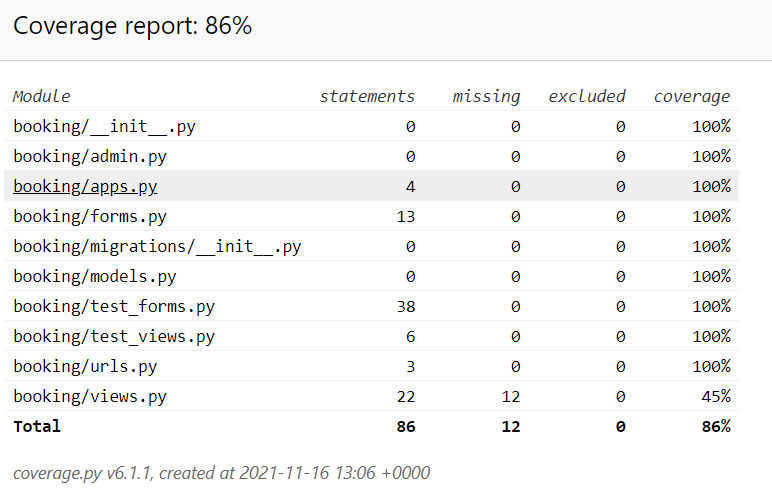 Coverage report: 86%
Module statements missing excluded coverage
booking/__init__.py 0 0 0 100%
booking/admin.py 0 0 0 100%
booking/apps.py 4 0 0 100%
booking/forms.py 13 0 0 100%
booking/migrations/__init__.py 0 0 0 100%
booking/models.py 0 0 0 100%
booking/test_forms.py 38 0 0 100%
booking/test_views.py 6 0 0 100%
booking/urls.py 3 0 0 100%
booking/views.py 22 12 0 45%
Total 86 12 0 86%
coverage.py v6.1.1, created at 2021-11-16 13:06 +0000